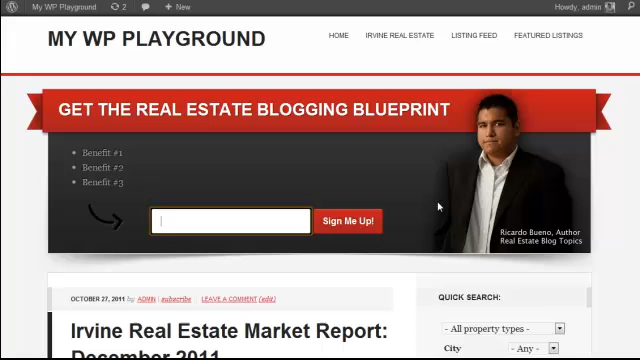 My WP Playground 2 + New Howdy, admin
MY WP PLAYGROUND
HOME IRVINE REAL ESTATE LISTING FEED FEATURED LISTINGS
GET THE REAL ESTATE BLOGGING BLUEPRINT
Benefit #1
Benefit #2
Benefit #3
Sign Me Up!
Ricardo Bueno, Author
Real Estate Blog Topics
OCTOBER 27, 2011 by ADMIN | subscribe LEAVE A COMMENT (edit)
Irvine Real Estate Market Report:
December 2011
QUICK SEARCH:
- All property types -
City - Any -